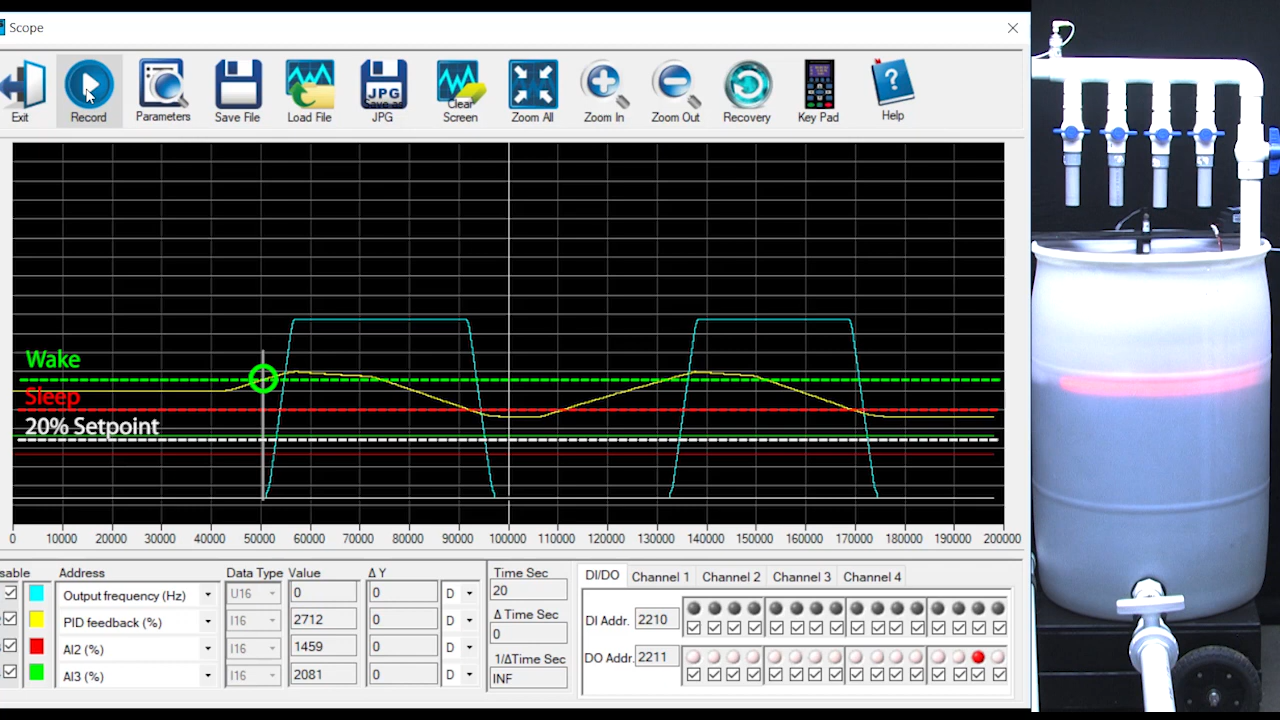 Scope
Exit
Record
Parameters
Save File
Load File
JPG
Save as
JPG
Clear
Screen
Zoom All
Zoom In
Zoom Out
Recovery
Key Pad
Help
Wake
Sleep
20% Setpoint
0 10000 20000 30000 40000 50000 60000 70000 80000 90000 100000 110000 120000 130000 140000 150000 160000 170000 180000 190000 200000
sable Address Data Type Value Δ Y
Output frequency (Hz) U16 0 0 D
PID feedback (%) I16 2712 0 D
AI2 (%) I16 1459 0 D
AI3 (%) I16 2081 0 D
Time Sec
20
Δ Time Sec
0
1/ΔTime Sec
INF
DI/DO Channel 1 Channel 2 Channel 3 Channel 4
DI Addr. 2210
DO Addr. 2211